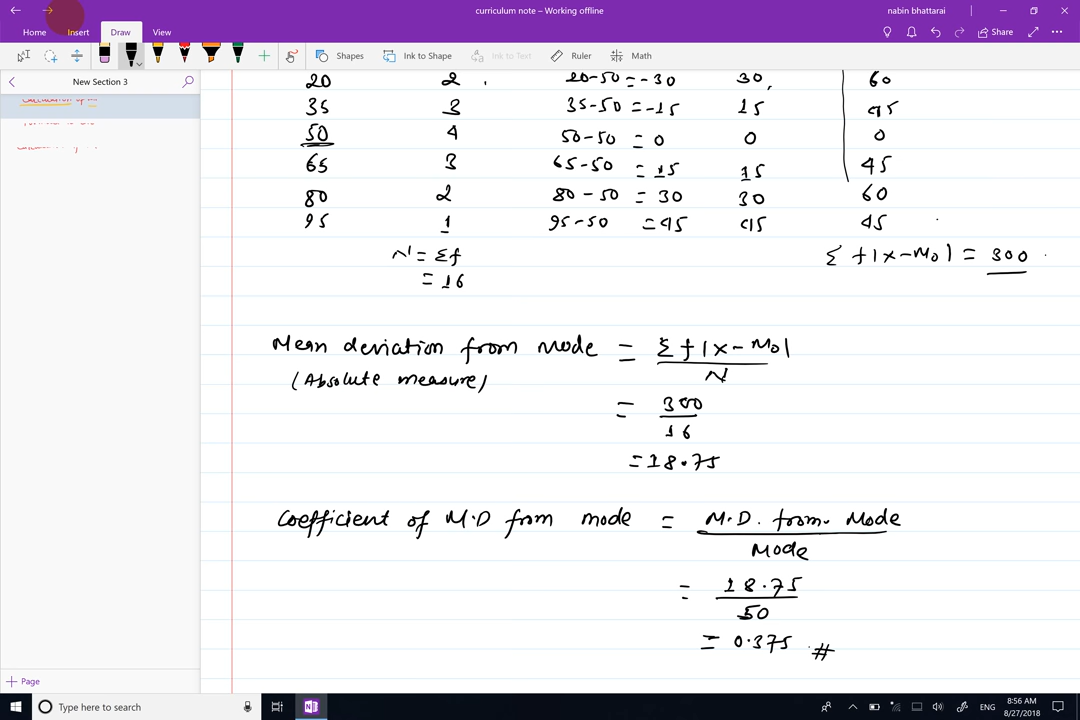 curriculum note – Working offline
nabin bhattarai
Home Insert Draw View
Share
Shapes Ink to Shape Ink to Text Ruler Math
New Section 3
20 2 20-50 = -30 30 60
35 3 35-50 = -15 15 45
50 4 50-50 = 0 0 0
65 3 65-50 = 15 15 45
80 2 80-50 = 30 30 60
95 1 95-50 = 45 45 45
N = Σf
= 16
Σ f|x-Mo| = 300
Mean deviation from mode = Σ f|x-Mo|
(Absolute measure) N
= 300
16
= 18.75
Coefficient of M.D from mode = M.D. from Mode
Mode
= 18.75
50
= 0.375 #
+ Page
Type here to search
ENG
8:56 AM
8/27/2018